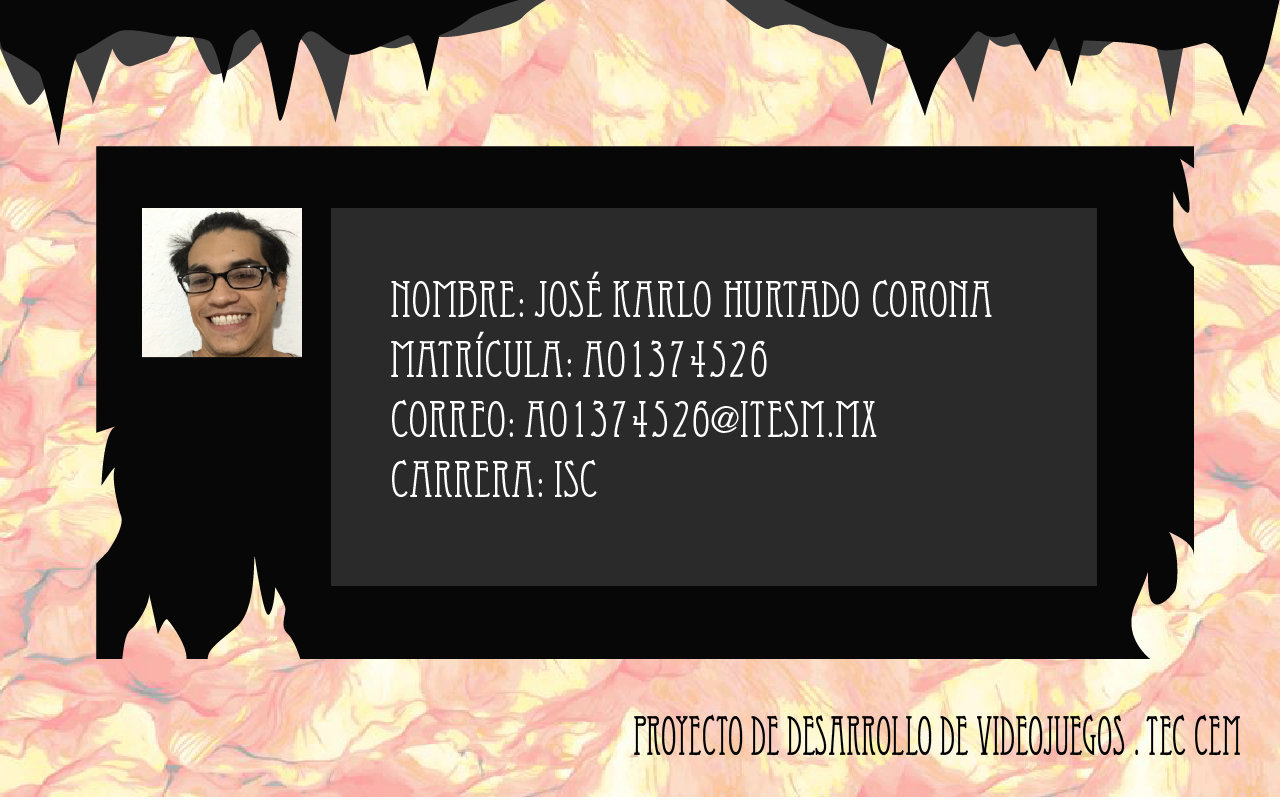 NOMBRE: JOSÉ KARLO HURTADO CORONA
MATRÍCULA: A01374526
CORREO: A01374526@ITESM.MX
CARRERA: ISC
PROYECTO DE DESARROLLO DE VIDEOJUEGOS . TEC CEM